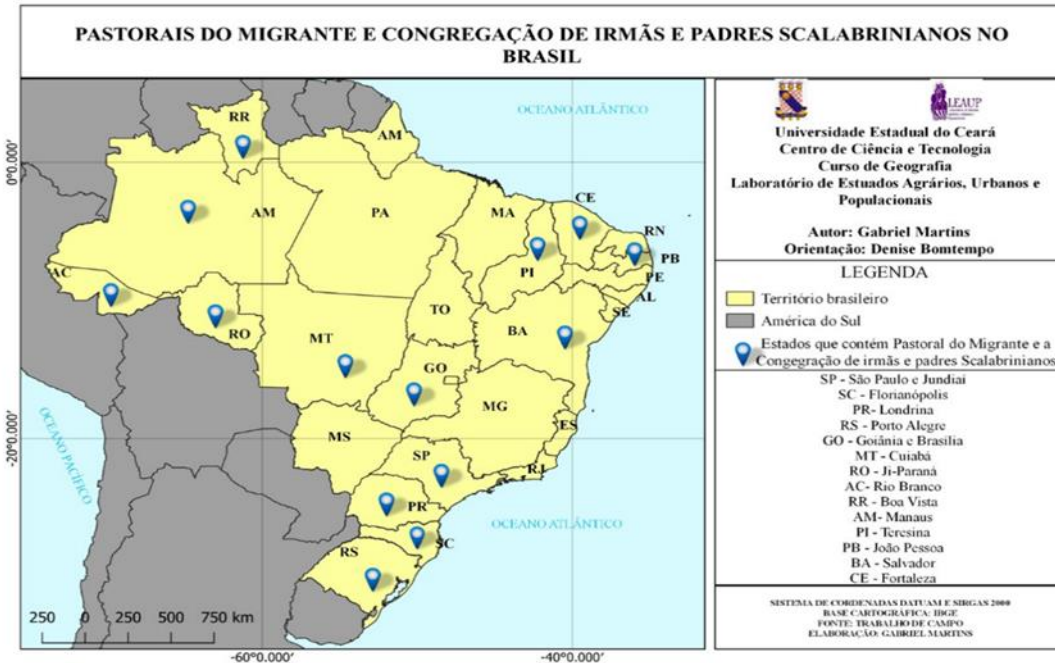 PASTORAIS DO MIGRANTE E CONGREGAÇÃO DE IRMÃS E PADRES SCALABRINIANOS NO
BRASIL
OCEANO ATLÂNTICO
RR
AM
0°0.000'
AM
PA
MA
CE
RN
PB
PE
AL
SE
PI
AC
RO
TO
BA
MT
GO
MG
ES
MS
SP
RJ
PR
SC
RS
-20°0.000'
OCEANO PACÍFICO
OCEANO ATLÂNTICO
250 0 250 500 750 km
-60°0.000'
-40°0.000'
LEAUP
Universidade Estadual do Ceará
Centro de Ciência e Tecnologia
Curso de Geografia
Laboratório de Estuados Agrários, Urbanos e
Populacionais
Autor: Gabriel Martins
Orientação: Denise Bomtempo
LEGENDA
Território brasileiro
América do Sul
Estados que contém Pastoral do Migrante e a
Congegração de irmãs e padres Scalabrinianos
SP - São Paulo e Jundiaí
SC - Florianópolis
PR- Londrina
RS - Porto Alegre
GO - Goiânia e Brasília
MT - Cuiabá
RO - Ji-Paraná
AC- Rio Branco
RR - Boa Vista
AM- Manaus
PI - Teresina
PB - João Pessoa
BA - Salvador
CE - Fortaleza
SISTEMA DE CORDENADAS DATUAM E SIRGAS 2000
BASE CARTOGRÁFICA: IBGE
FONTE: TRABALHO DE CAMPO
ELABORAÇÃO: GABRIEL MARTINS